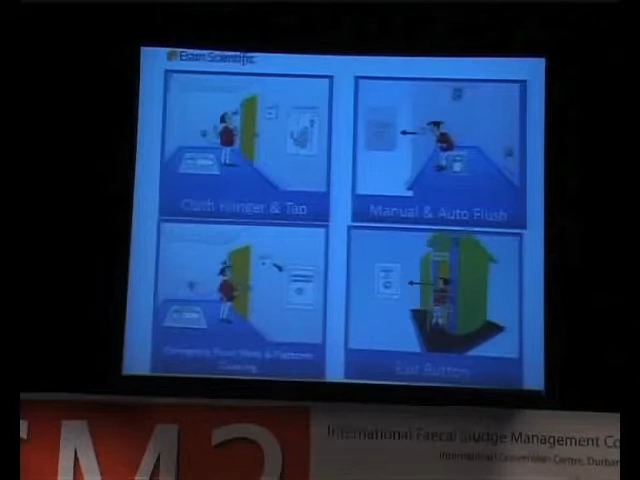 Eram Scientific
Cloth Hanger & Tap
Manual & Auto Flush
Exit Button
SM2
International Faecal Sludge Management Co
International Convention Centre, Durban